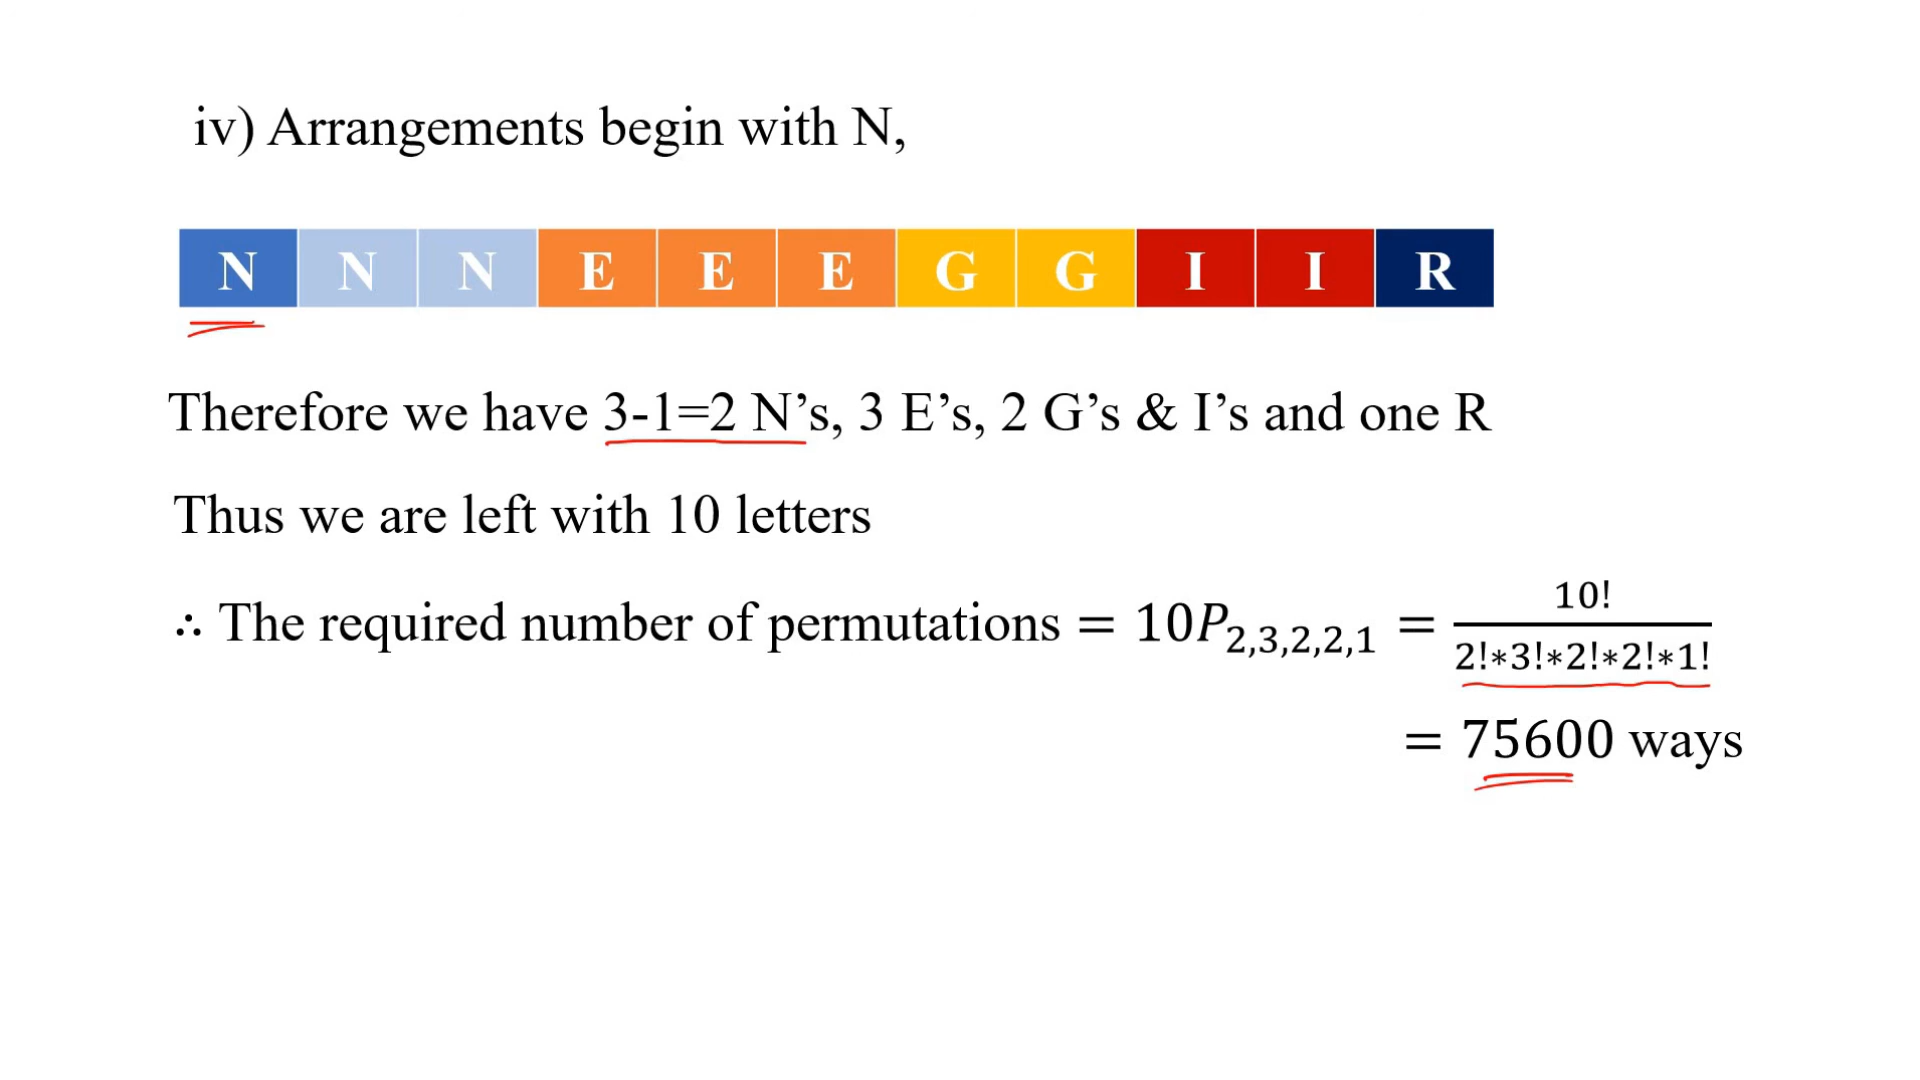 iv) Arrangements begin with N,
N N N E E E G G I I R
Therefore we have 3-1=2 N’s, 3 E’s, 2 G’s & I’s and one R
Thus we are left with 10 letters
∴ The required number of permutations = 10P₂,₃,₂,₂,₁ = 10! / 2!∗3!∗2!∗2!∗1!
= 75600 ways